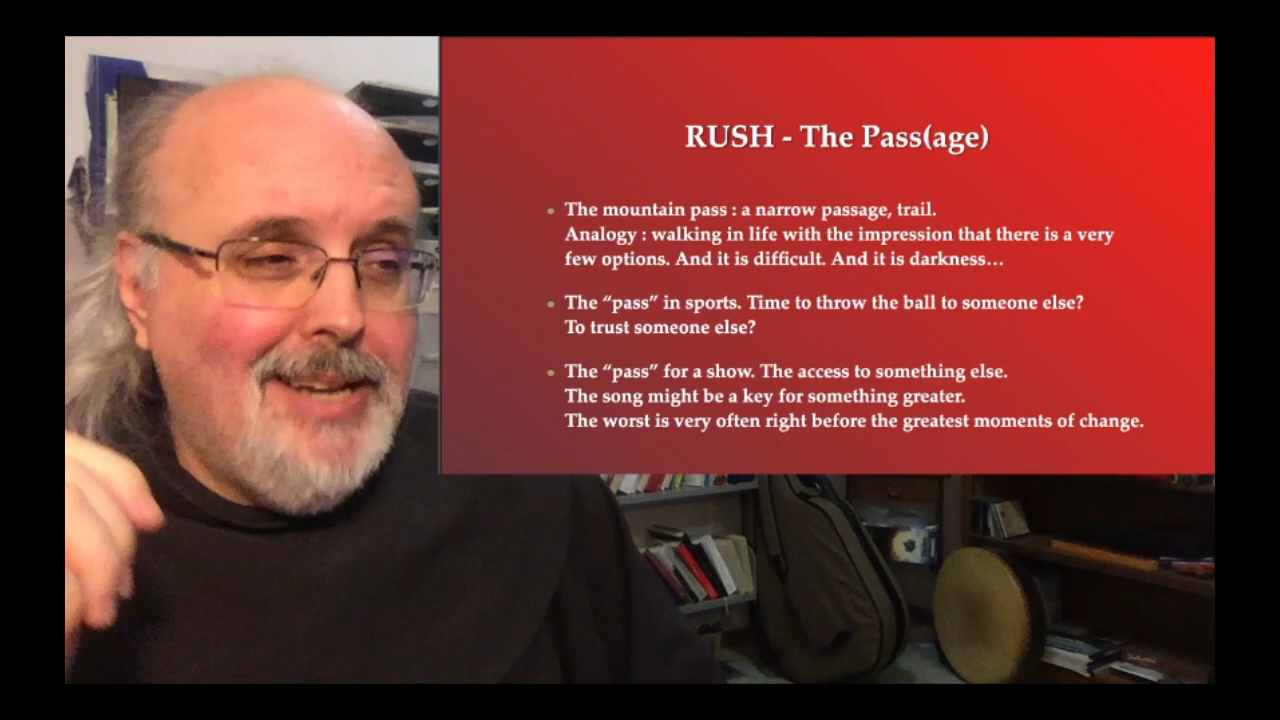 RUSH - The Pass(age)
• The mountain pass : a narrow passage, trail.
Analogy : walking in life with the impression that there is a very
few options. And it is difficult. And it is darkness…
• The “pass” in sports. Time to throw the ball to someone else?
To trust someone else?
• The “pass” for a show. The access to something else.
The song might be a key for something greater.
The worst is very often right before the greatest moments of change.